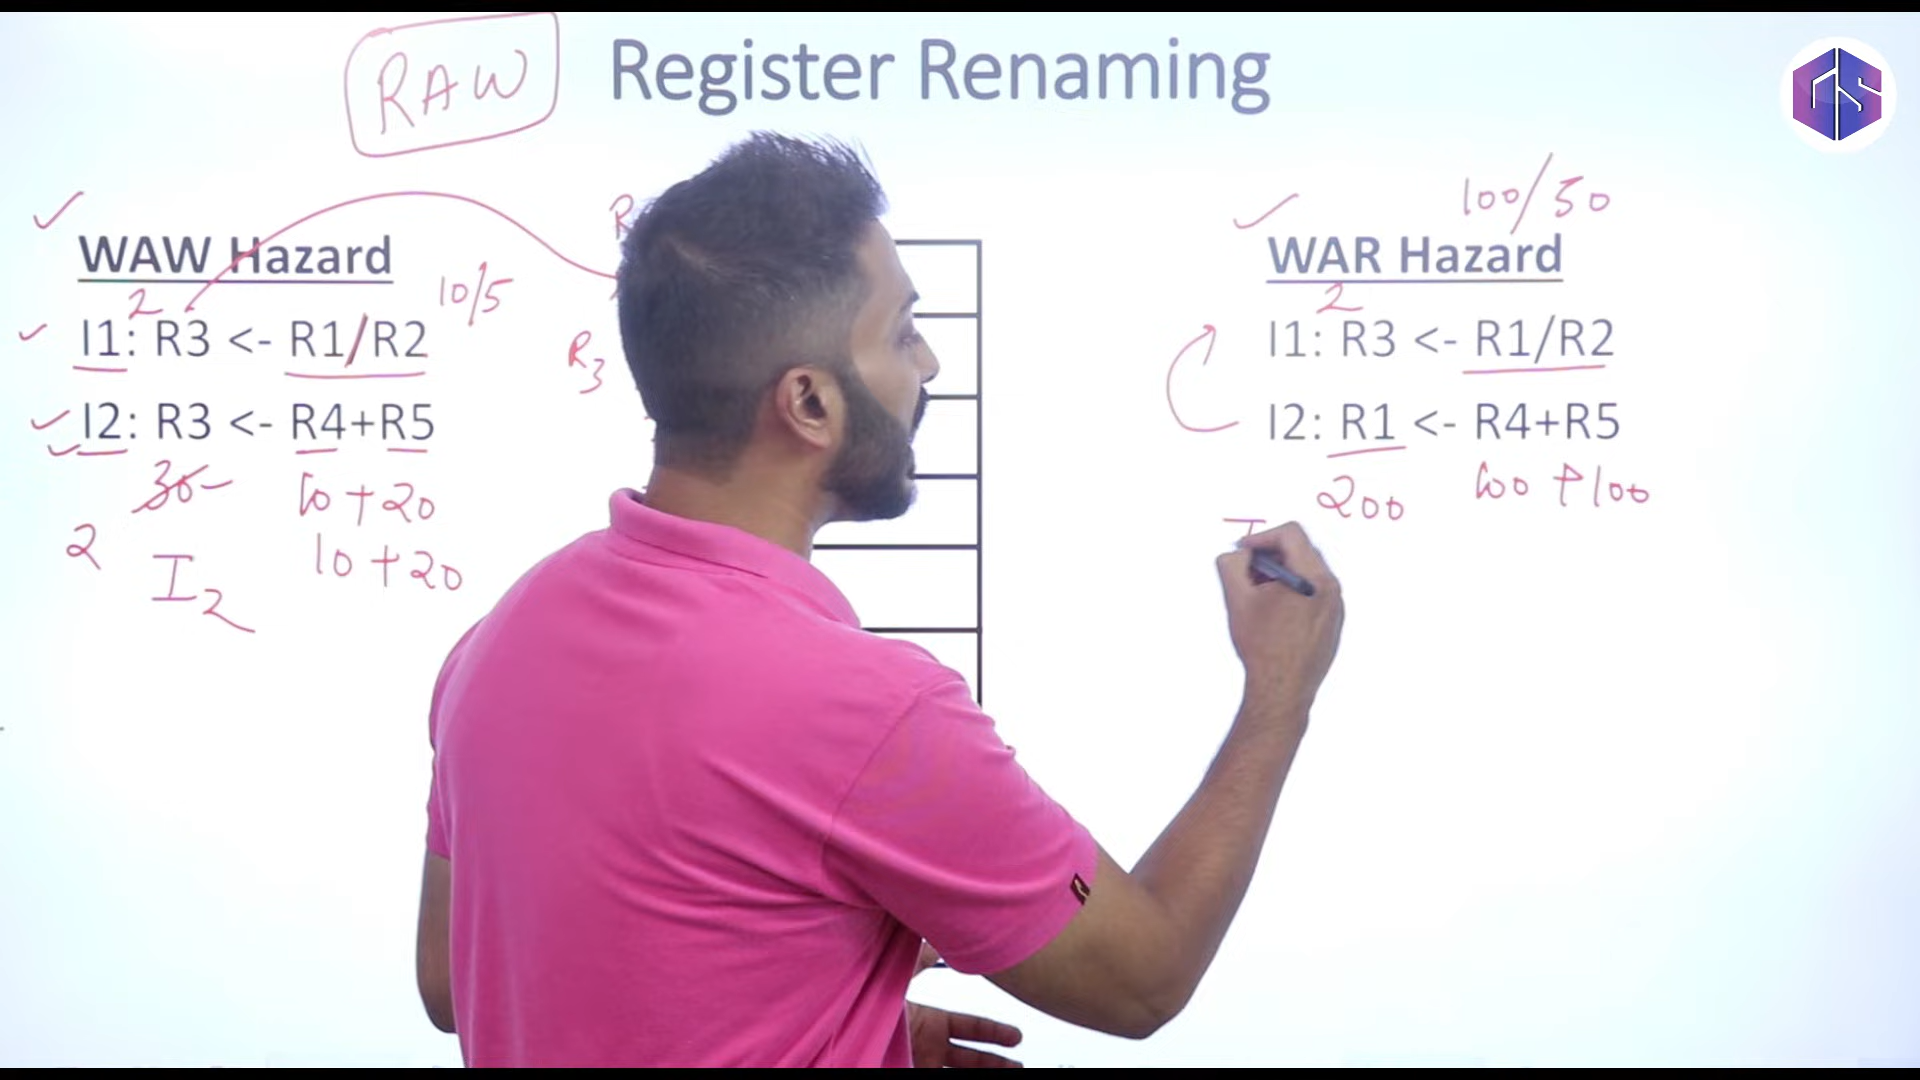 RAW
Register Renaming
WAW Hazard
2
10/5
I1: R3 <- R1/R2
I2: R3 <- R4+R5
30 10+20
2 I2 10+20
R
R3
100/50
WAR Hazard
2
I1: R3 <- R1/R2
I2: R1 <- R4+R5
200 100+100
I
GS